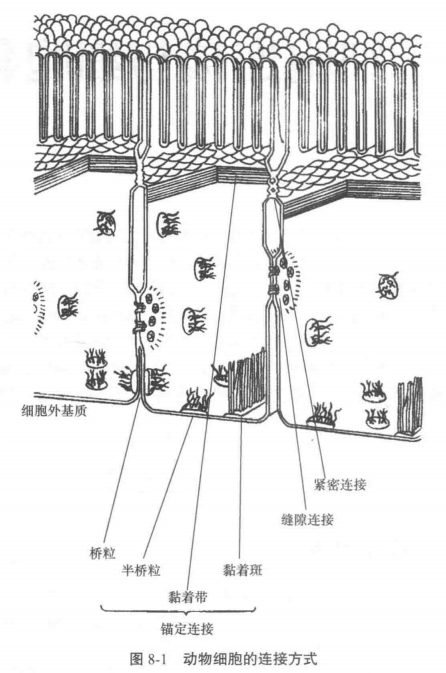 细胞外基质
紧密连接
缝隙连接
桥粒
半桥粒
黏着斑
黏着带
锚定连接
图 8-1 动物细胞的连接方式